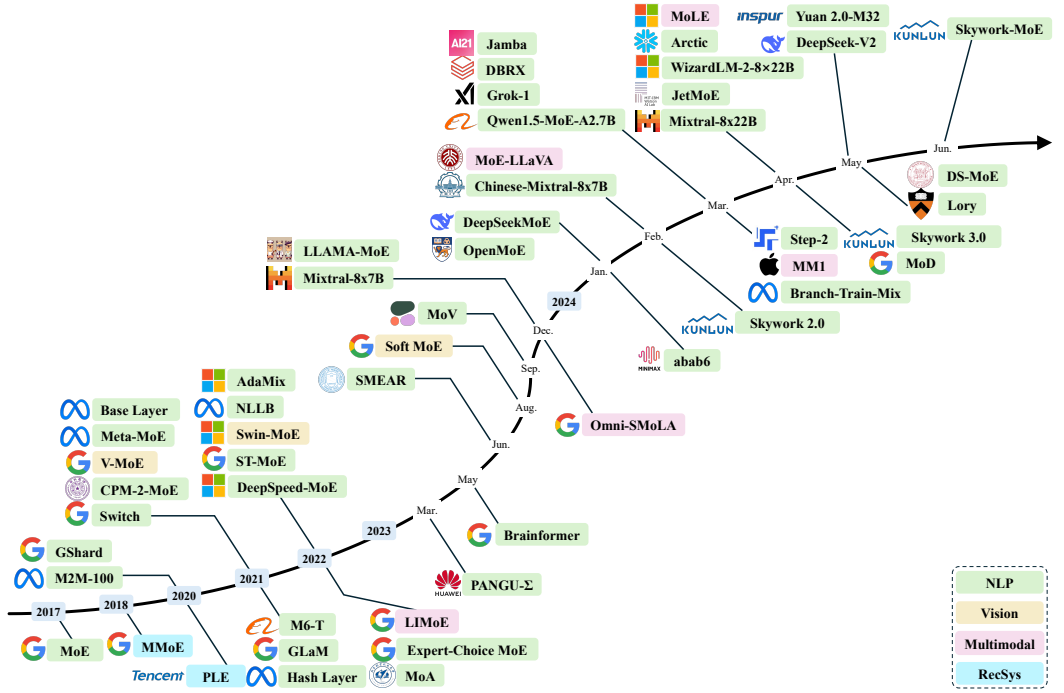 MoLE
inspur Yuan 2.0-M32
KUNLUN Skywork-MoE
AI21 Jamba
Arctic
DeepSeek-V2
DBRX
WizardLM-2-8×22B
Grok-1
JetMoE
Qwen1.5-MoE-A2.7B
Mixtral-8x22B
Jun.
MoE-LLaVA
May
Chinese-Mixtral-8x7B
Apr.
DS-MoE
Mar.
Lory
DeepSeekMoE
Feb.
Step-2
KUNLUN Skywork 3.0
LLAMA-MoE
OpenMoE
MM1
MoD
Mixtral-8x7B
Jan.
Branch-Train-Mix
2024
MoV
Dec.
KUNLUN Skywork 2.0
Soft MoE
Sep.
MINIMAX abab6
SMEAR
Aug.
AdaMix
Base Layer
NLLB
Omni-SMoLA
Meta-MoE
Swin-MoE
Jun.
V-MoE
ST-MoE
CPM-2-MoE
DeepSpeed-MoE
May
Switch
Mar.
2023
Brainformer
GShard
2022
M2M-100
2021
HUAWEI PANGU-Σ
NLP
2020
2018
2017
Vision
M6-T
LIMoE
MoE
MMoE
GLaM
Expert-Choice MoE
Multimodal
Tencent PLE
Hash Layer
MoA
RecSys